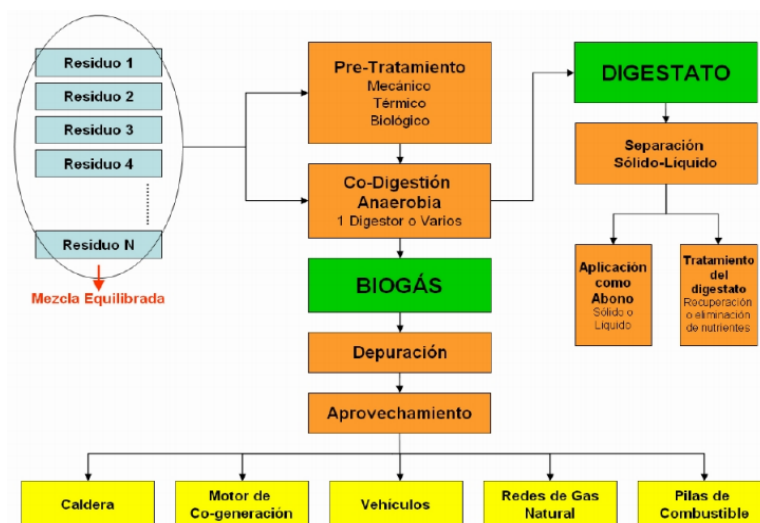 Residuo 1
Residuo 2
Residuo 3
Residuo 4
Residuo N
Mezcla Equilibrada
Pre-Tratamiento
Mecánico
Térmico
Biológico
Co-Digestión
Anaerobia
1 Digestor o Varios
BIOGÁS
Depuración
Aprovechamiento
DIGESTATO
Separación
Sólido-Líquido
Aplicación
como
Abono
Sólido o
Líquido
Tratamiento
del
digestato
Recuperación
o eliminación
de nutrientes
Caldera
Motor de
Co-generación
Vehículos
Redes de Gas
Natural
Pilas de
Combustible